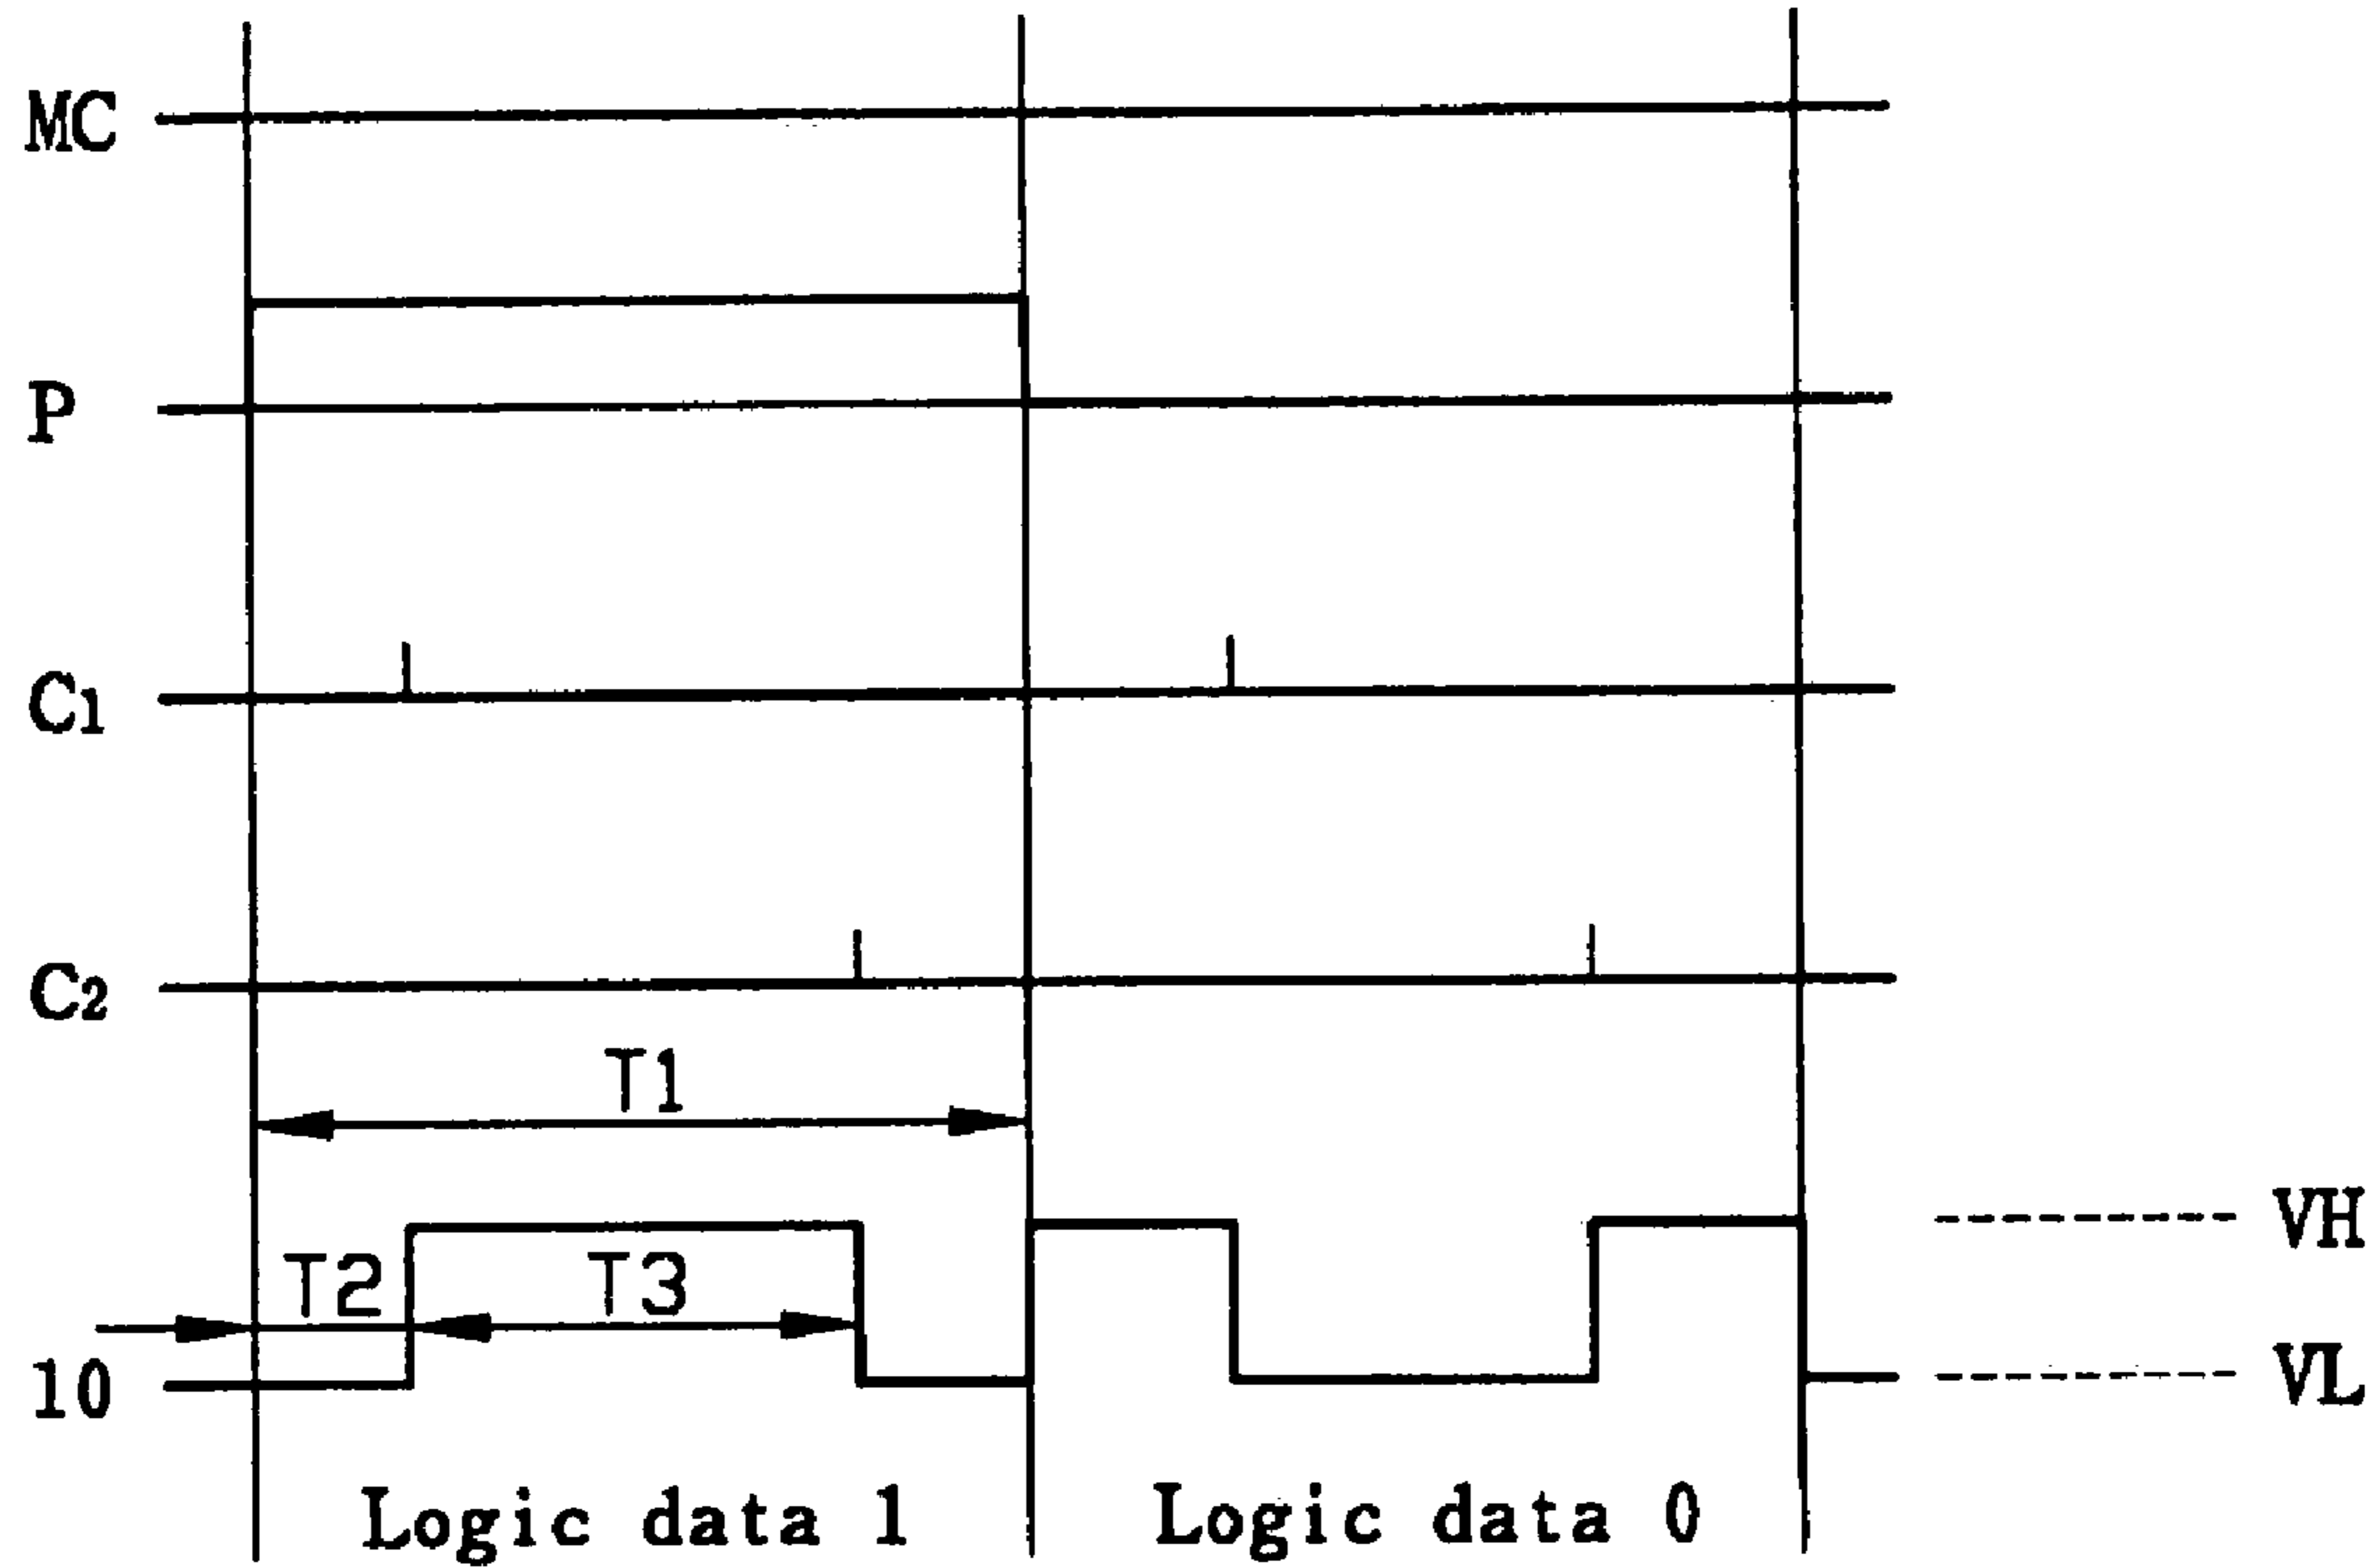 MC
P
C1
C2
T1
VH
T2 T3
10
VL
Logic data 1 Logic data 0